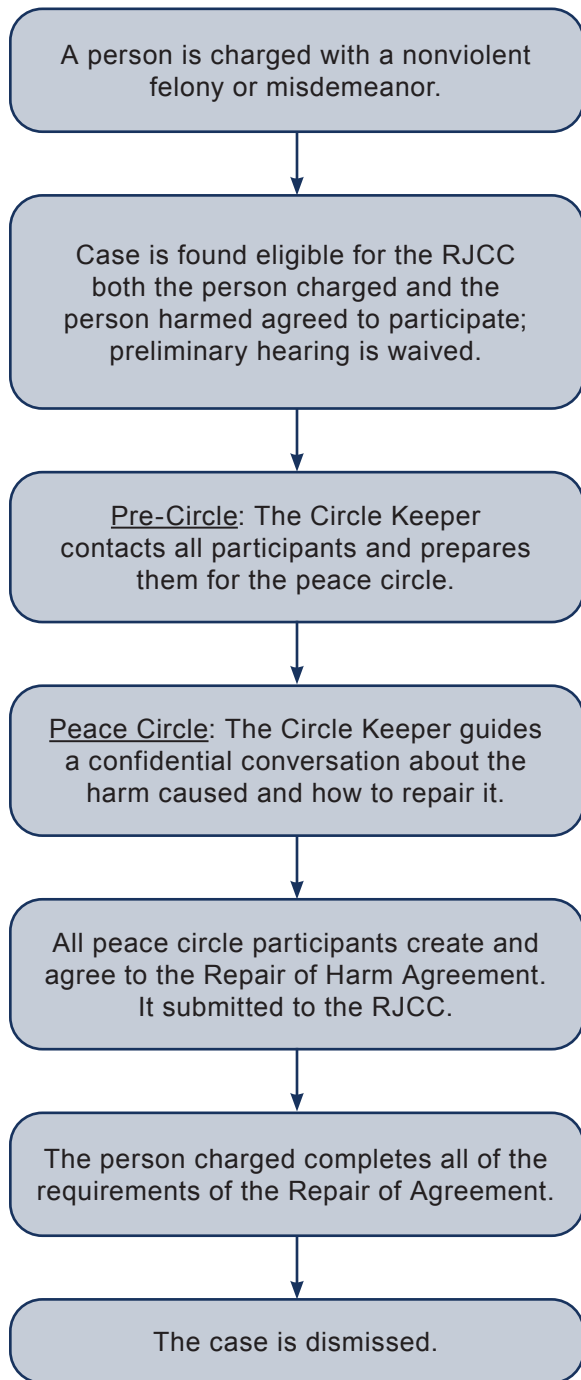 A person is charged with a nonviolent
felony or misdemeanor.
Case is found eligible for the RJCC
both the person charged and the
person harmed agreed to participate;
preliminary hearing is waived.
Pre-Circle: The Circle Keeper
contacts all participants and prepares
them for the peace circle.
Peace Circle: The Circle Keeper guides
a confidential conversation about the
harm caused and how to repair it.
All peace circle participants create and
agree to the Repair of Harm Agreement.
It submitted to the RJCC.
The person charged completes all of the
requirements of the Repair of Agreement.
The case is dismissed.